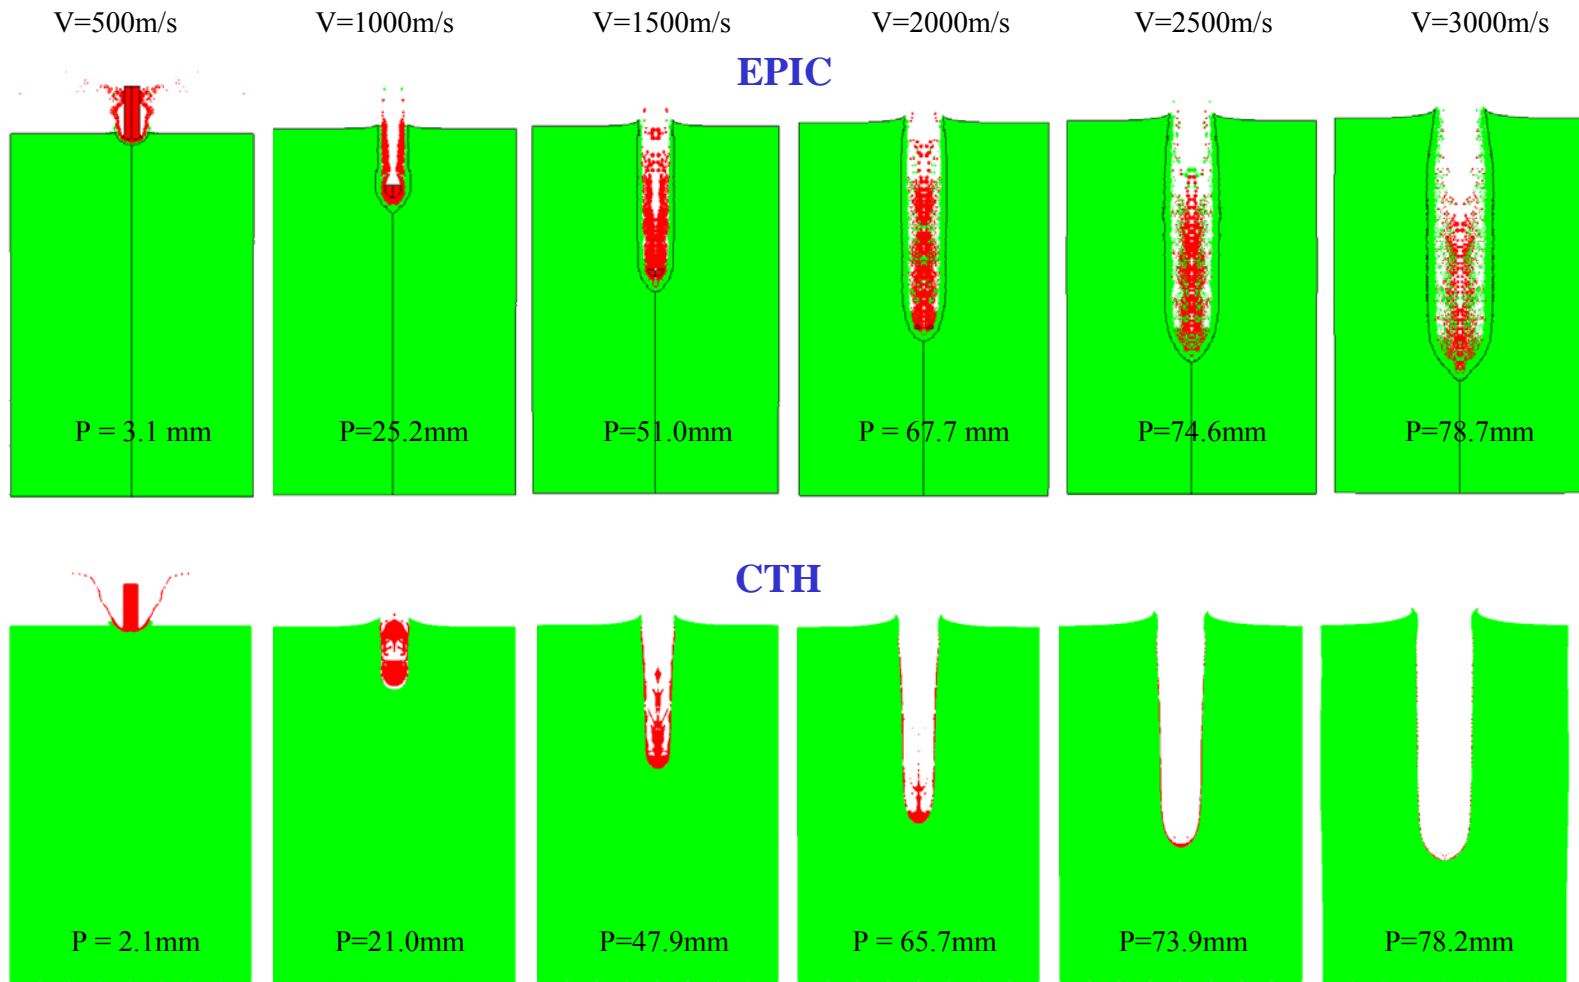 V=500m/s V=1000m/s V=1500m/s V=2000m/s V=2500m/s V=3000m/s
EPIC
P = 3.1 mm P=25.2mm P=51.0mm P = 67.7 mm P=74.6mm P=78.7mm
CTH
P = 2.1mm P=21.0mm P=47.9mm P = 65.7mm P=73.9mm P=78.2mm